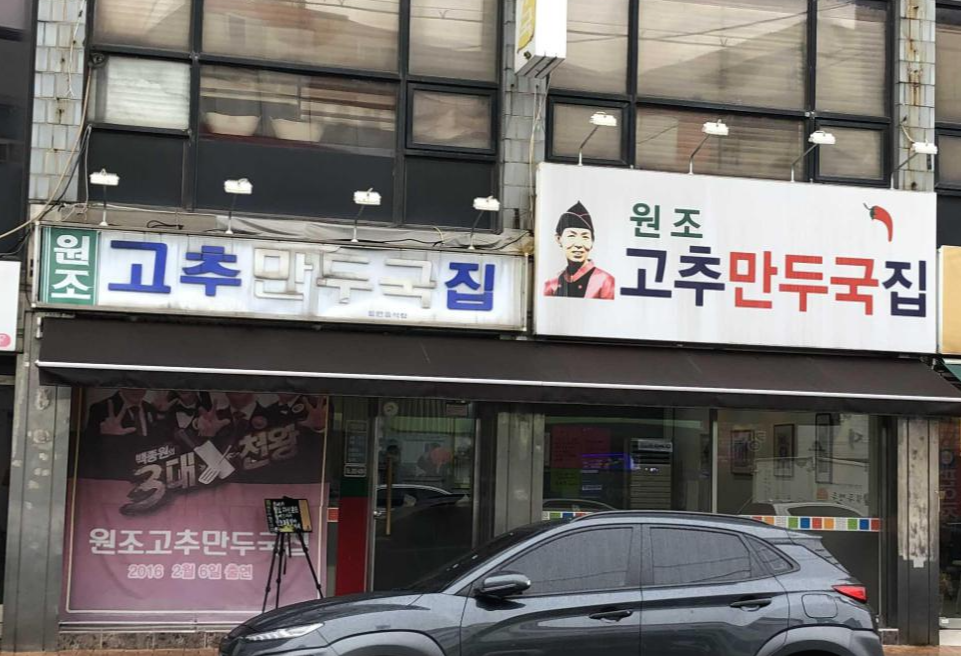 원조
고추만두국집
원조
고추만두국집
백종원의
3대천왕
원조고추만두국집
2016 2월 6일 출연